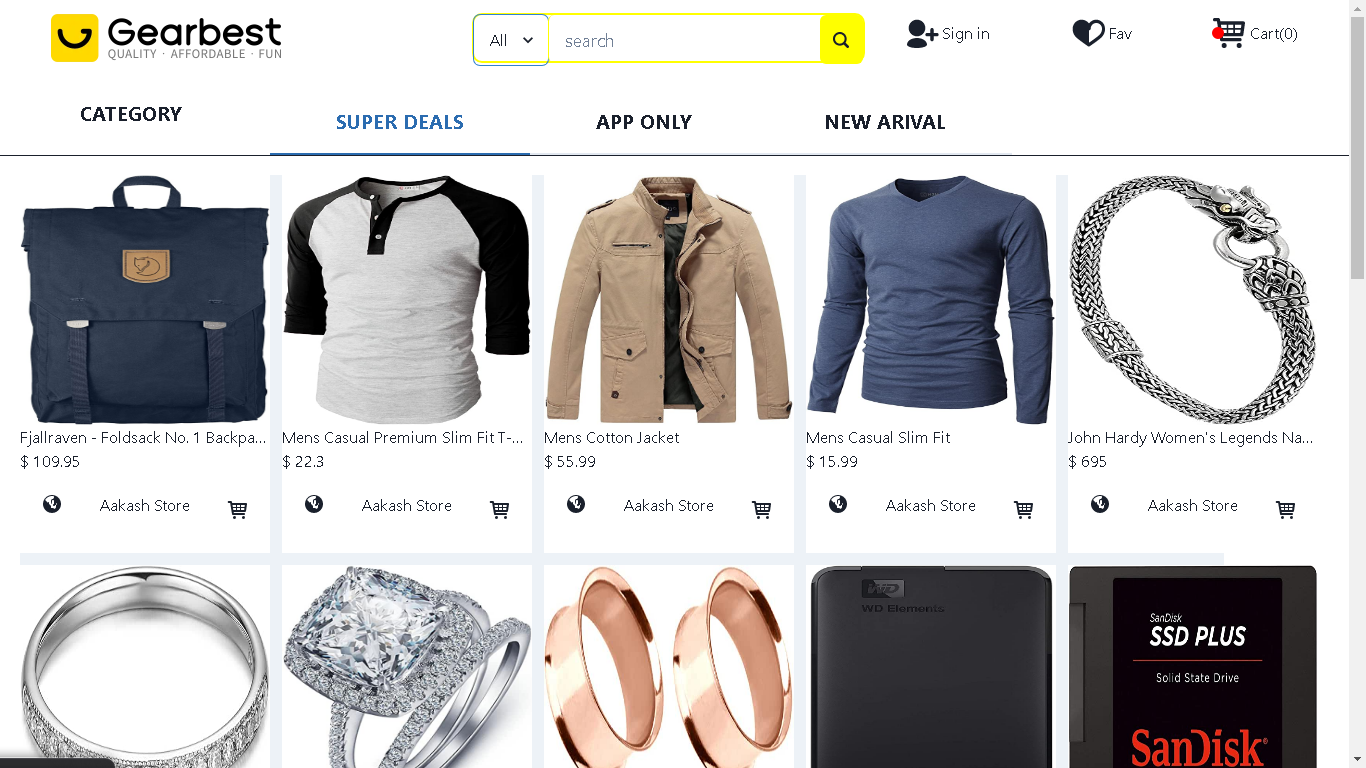 Gearbest
QUALITY · AFFORDABLE · FUN
All
search
Sign in
Fav
Cart(0)
CATEGORY
SUPER DEALS
APP ONLY
NEW ARIVAL
Fjallraven - Foldsack No. 1 Backpa...
$ 109.95
Aakash Store
Mens Casual Premium Slim Fit T-...
$ 22.3
Aakash Store
Mens Cotton Jacket
$ 55.99
Aakash Store
Mens Casual Slim Fit
$ 15.99
Aakash Store
John Hardy Women's Legends Na...
$ 695
Aakash Store
WD
WD Elements
SanDisk
SSD PLUS
Solid State Drive
SanDisk®